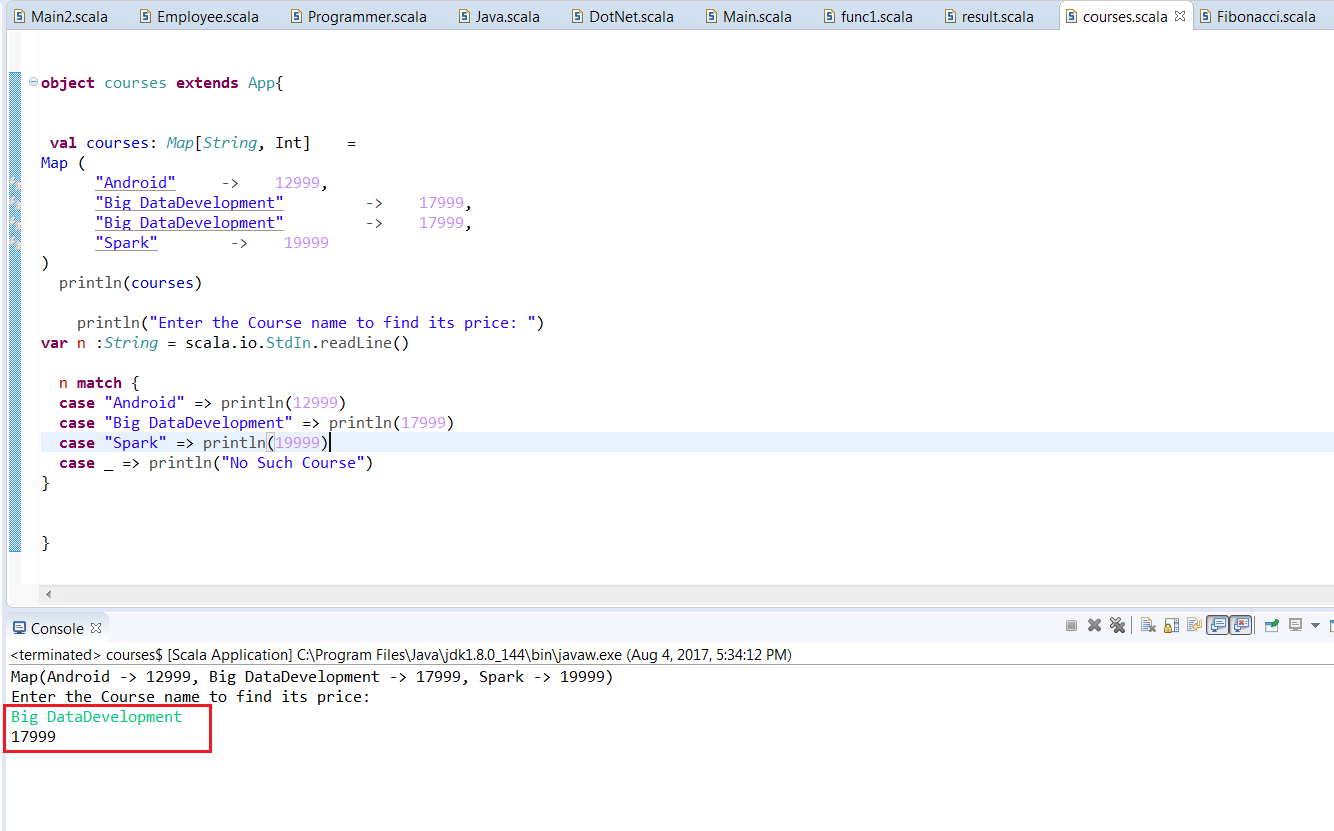 Main2.scala Employee.scala Programmer.scala Java.scala DotNet.scala Main.scala func1.scala result.scala courses.scala Fibonacci.scala
object courses extends App{
val courses: Map[String, Int] =
Map (
"Android" -> 12999,
"Big DataDevelopment" -> 17999,
"Big DataDevelopment" -> 17999,
"Spark" -> 19999
)
println(courses)
println("Enter the Course name to find its price: ")
var n :String = scala.io.StdIn.readLine()
n match {
case "Android" => println(12999)
case "Big DataDevelopment" => println(17999)
case "Spark" => println(19999)
case _ => println("No Such Course")
}
}
Console
<terminated> courses$ [Scala Application] C:\Program Files\Java\jdk1.8.0_144\bin\javaw.exe (Aug 4, 2017, 5:34:12 PM)
Map(Android -> 12999, Big DataDevelopment -> 17999, Spark -> 19999)
Enter the Course name to find its price:
Big DataDevelopment
17999